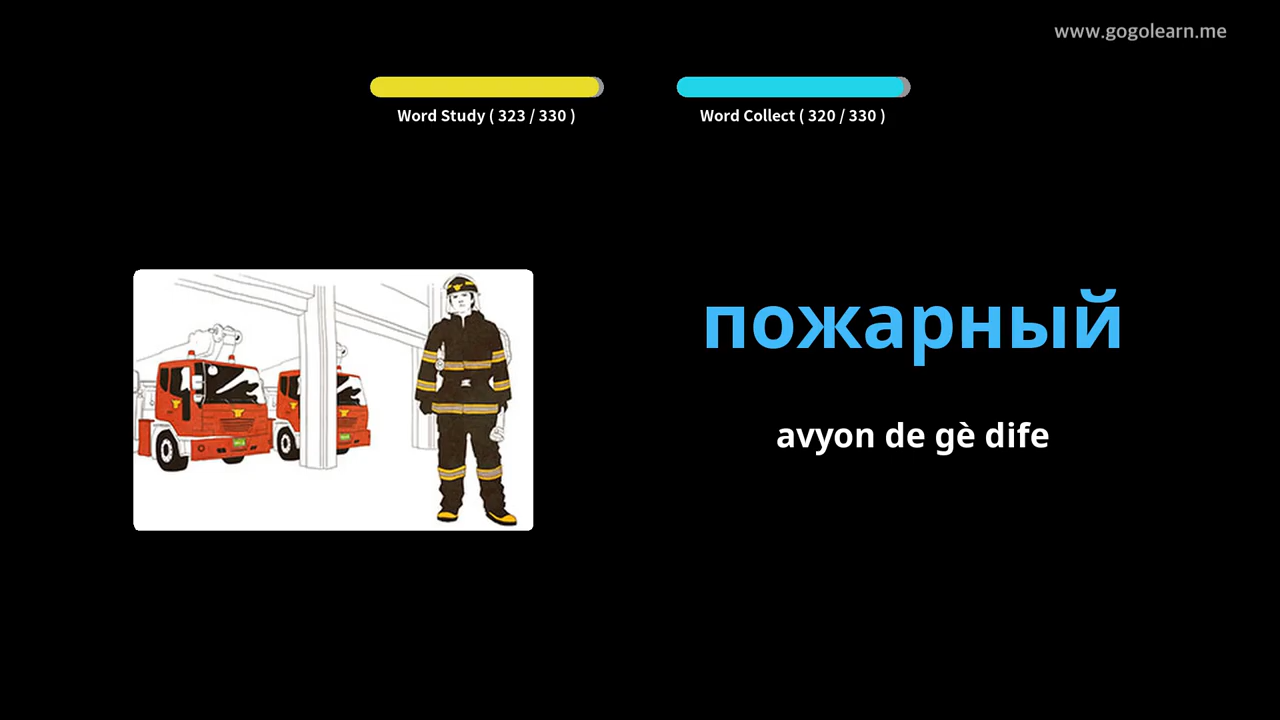 www.gogolearn.me
Word Study ( 323 / 330 )
Word Collect ( 320 / 330 )
пожарный
avyon de gè dife